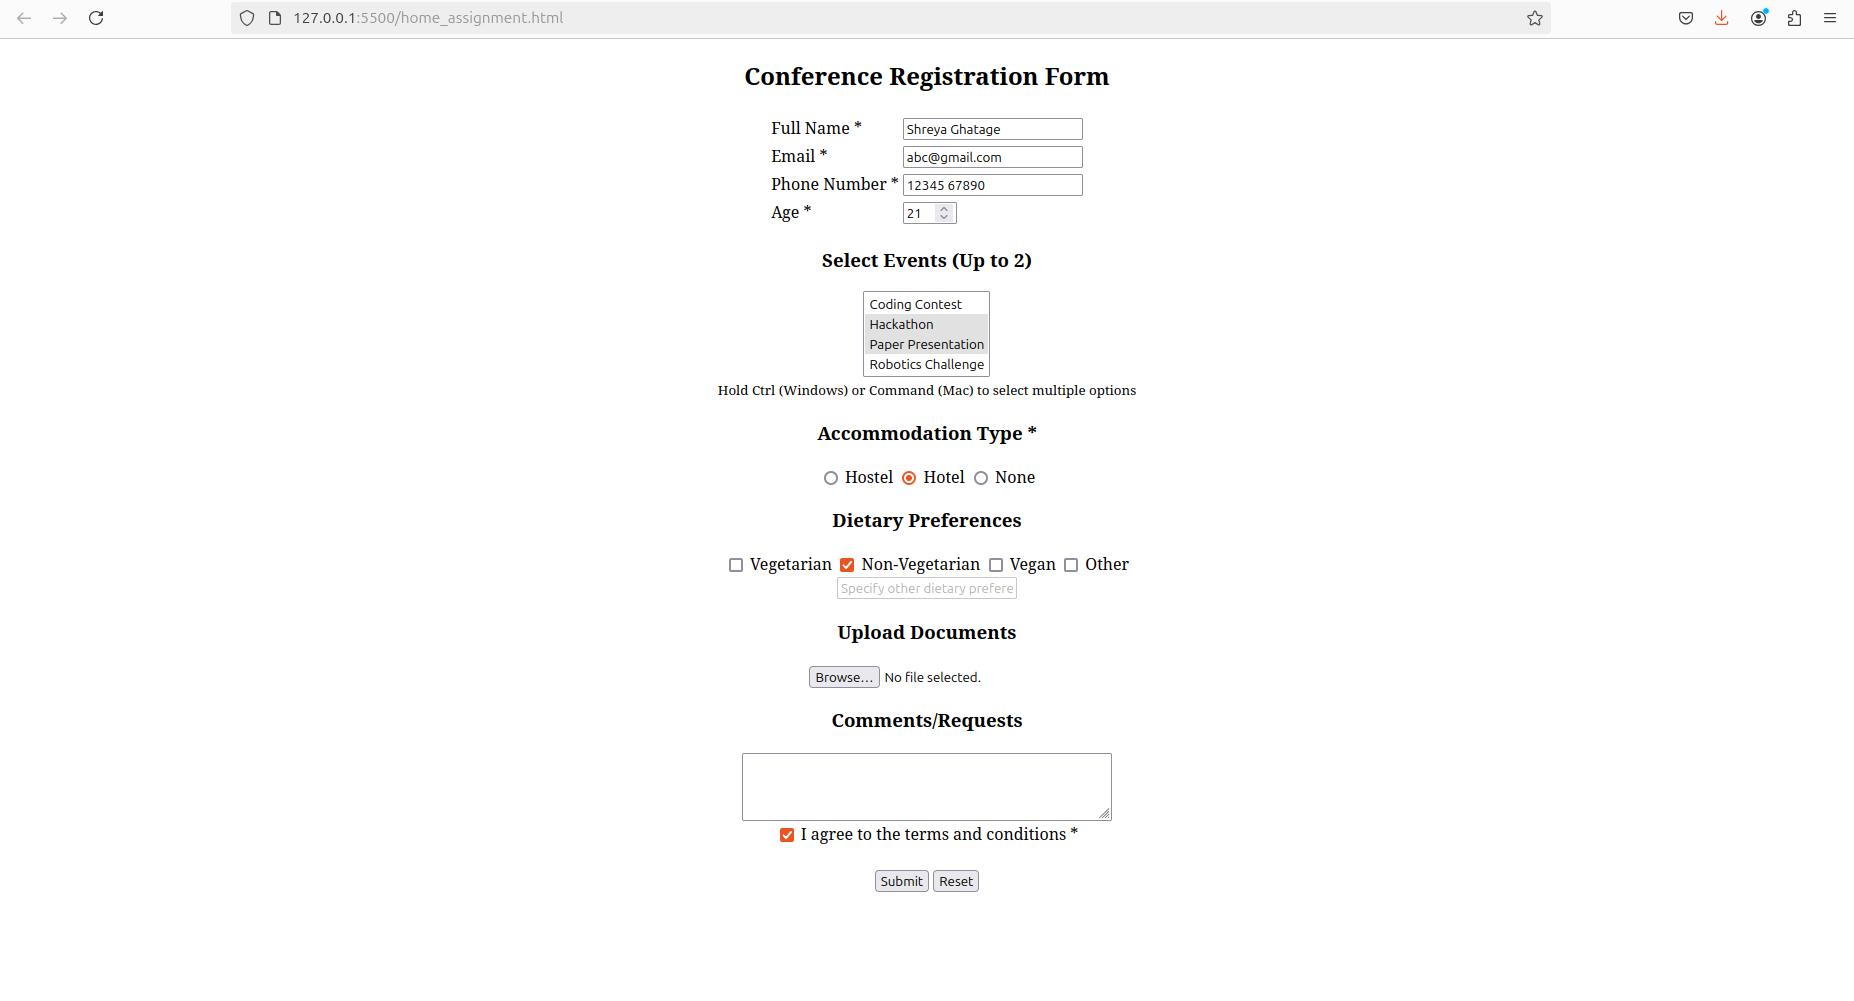 127.0.0.1:5500/home_assignment.html
Conference Registration Form
Full Name * Shreya Ghatage
Email * abc@gmail.com
Phone Number * 12345 67890
Age * 21
Select Events (Up to 2)
Coding Contest
Hackathon
Paper Presentation
Robotics Challenge
Hold Ctrl (Windows) or Command (Mac) to select multiple options
Accommodation Type *
Hostel Hotel None
Dietary Preferences
Vegetarian Non-Vegetarian Vegan Other
Specify other dietary prefere
Upload Documents
Browse... No file selected.
Comments/Requests
I agree to the terms and conditions *
Submit Reset